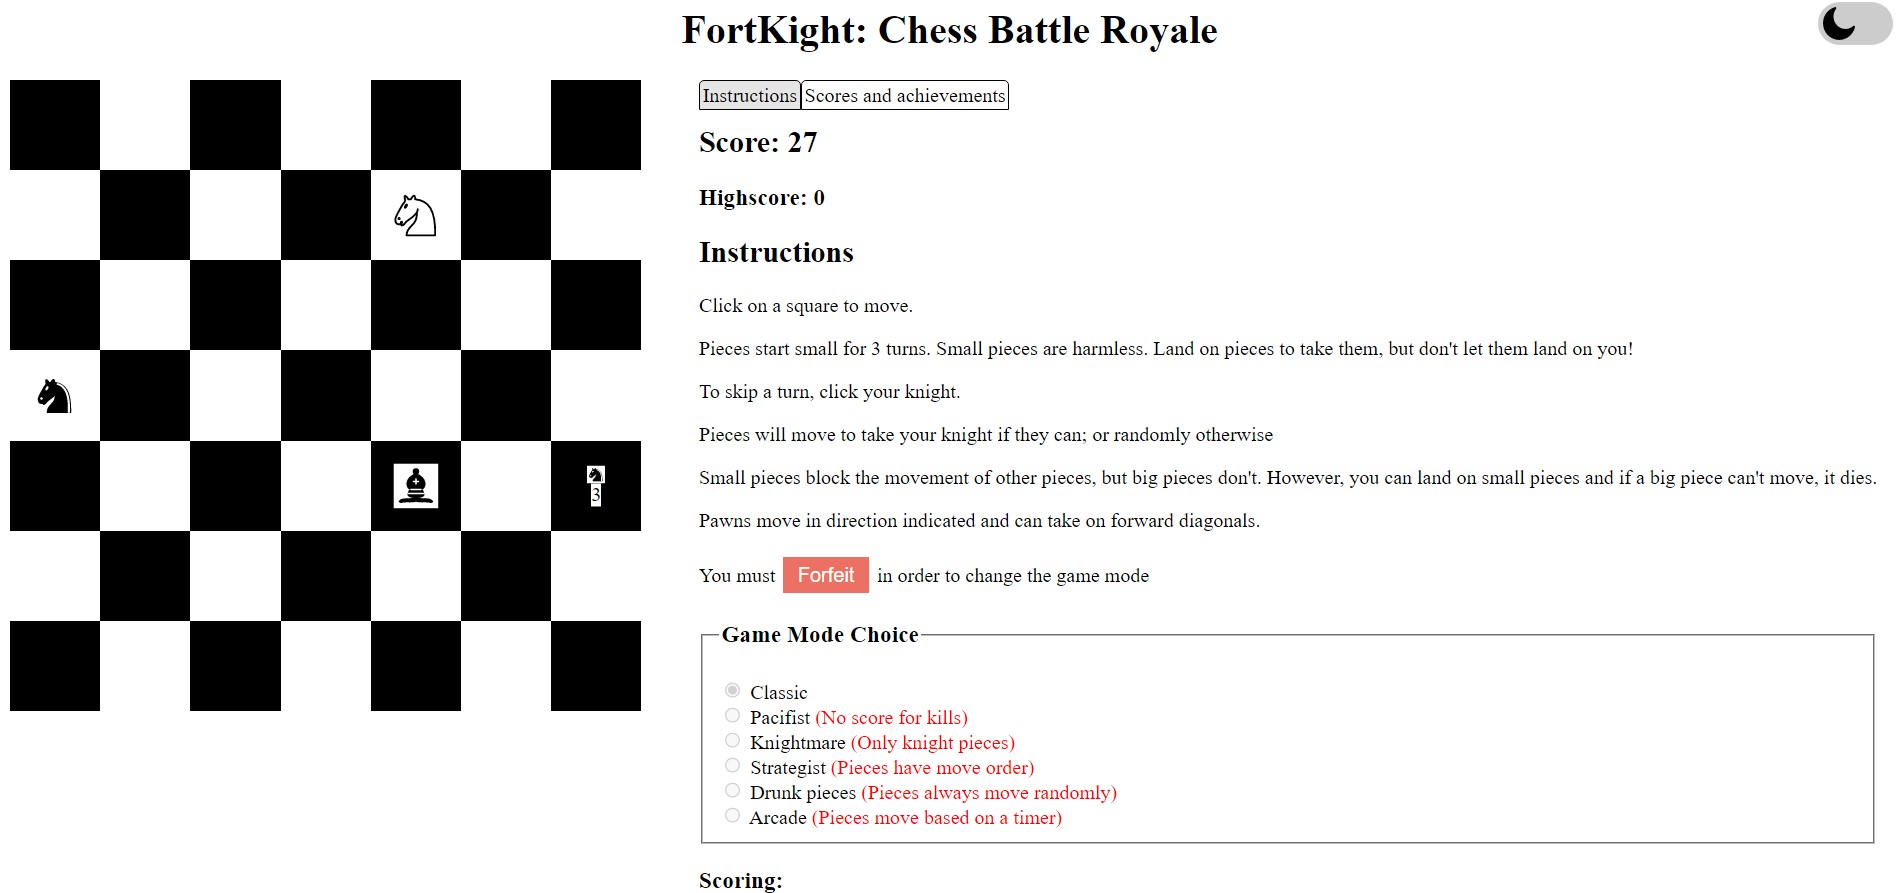 FortKight: Chess Battle Royale
Instructions
Scores and achievements
Score: 27
Highscore: 0
Instructions
Click on a square to move.
Pieces start small for 3 turns. Small pieces are harmless. Land on pieces to take them, but don't let them land on you!
To skip a turn, click your knight.
Pieces will move to take your knight if they can; or randomly otherwise
Small pieces block the movement of other pieces, but big pieces don't. However, you can land on small pieces and if a big piece can't move, it dies.
3
Pawns move in direction indicated and can take on forward diagonals.
You must Forfeit in order to change the game mode
Game Mode Choice
Classic
Pacifist (No score for kills)
Knightmare (Only knight pieces)
Strategist (Pieces have move order)
Drunk pieces (Pieces always move randomly)
Arcade (Pieces move based on a timer)
Scoring: